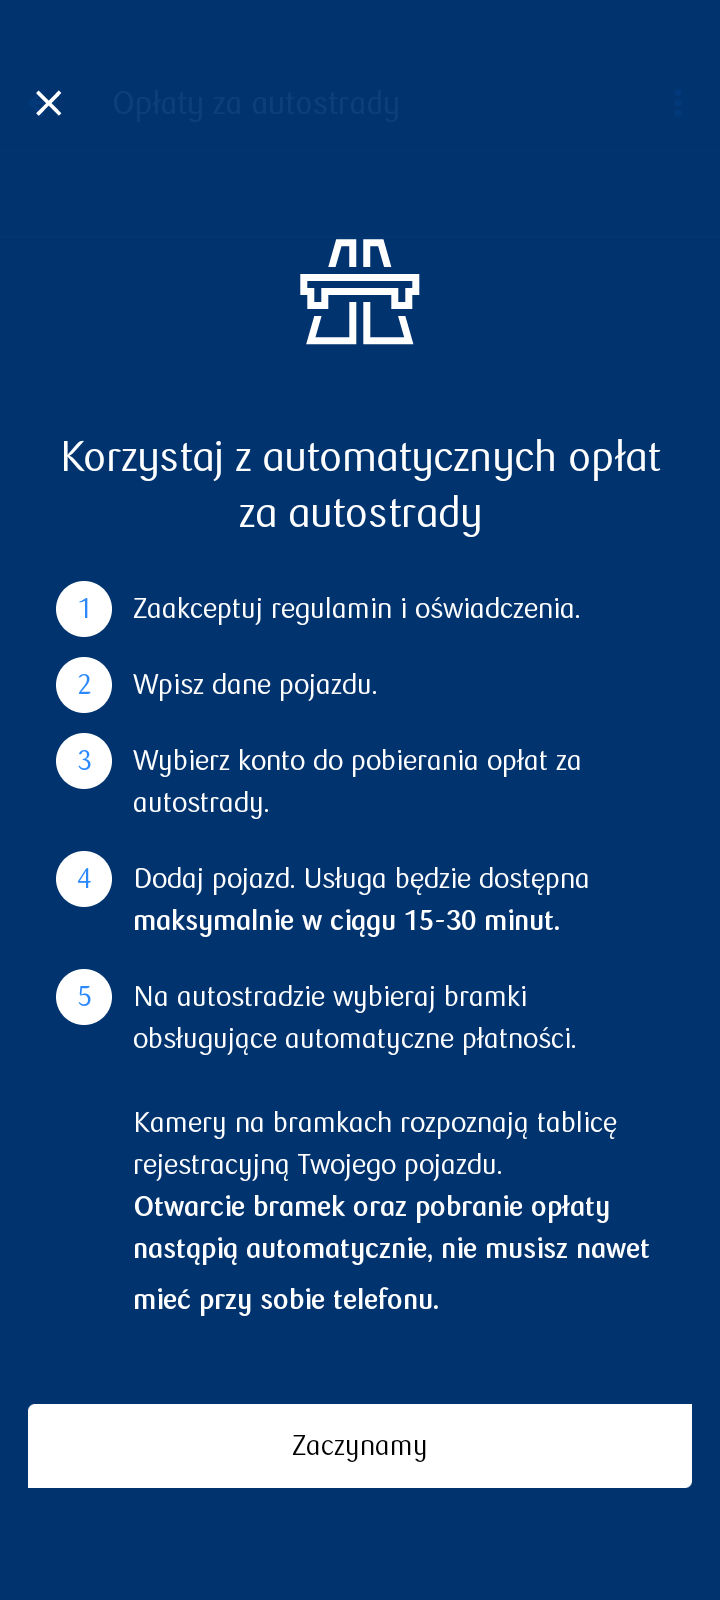 Opłaty za autostrady
Korzystaj z automatycznych opłat
za autostrady
1 Zaakceptuj regulamin i oświadczenia.
2 Wpisz dane pojazdu.
3 Wybierz konto do pobierania opłat za
autostrady.
4 Dodaj pojazd. Usługa będzie dostępna
maksymalnie w ciągu 15-30 minut.
5 Na autostradzie wybieraj bramki
obsługujące automatyczne płatności.
Kamery na bramkach rozpoznają tablicę
rejestracyjną Twojego pojazdu.
Otwarcie bramek oraz pobranie opłaty
nastąpią automatycznie, nie musisz nawet
mieć przy sobie telefonu.
Zaczynamy